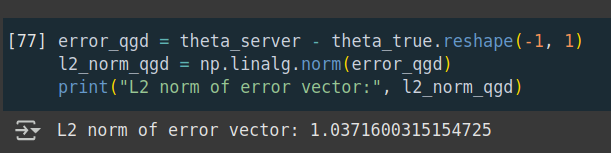 [77] error_qgd = theta_server - theta_true.reshape(-1, 1)
l2_norm_qgd = np.linalg.norm(error_qgd)
print("L2 norm of error vector:", l2_norm_qgd)
L2 norm of error vector: 1.0371600315154725